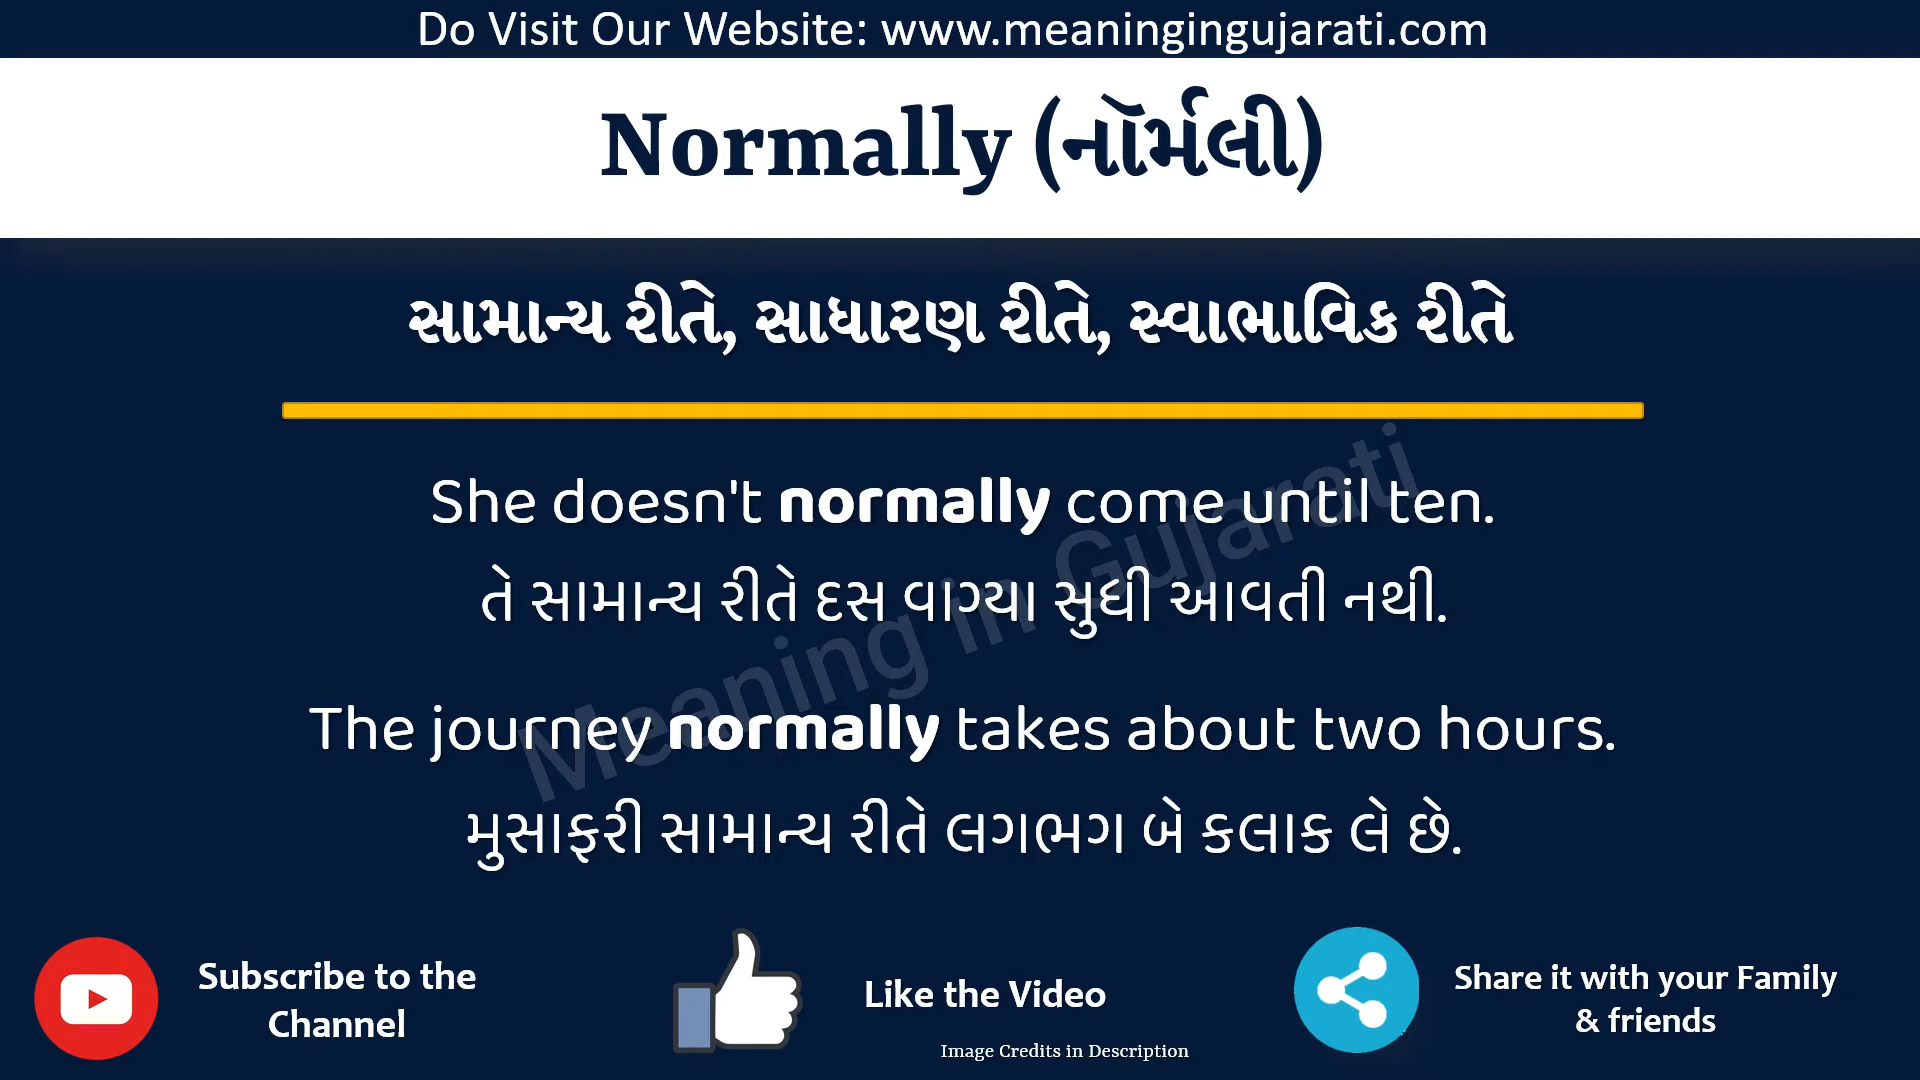 Do Visit Our Website: www.meaningingujarati.com
Normally (નૉર્મલી)
સામાન્ય રીતે, સાધારણ રીતે, સ્વાભાવિક રીતે
She doesn't normally come until ten.
તે સામાન્ય રીતે દસ વાગ્યા સુધી આવતી નથી.
Meaning in Gujarati
The journey normally takes about two hours.
મુસાફરી સામાન્ય રીતે લગભગ બે કલાક લે છે.
Subscribe to the
Channel
Like the Video
Share it with your Family
& friends
Image Credits in Description